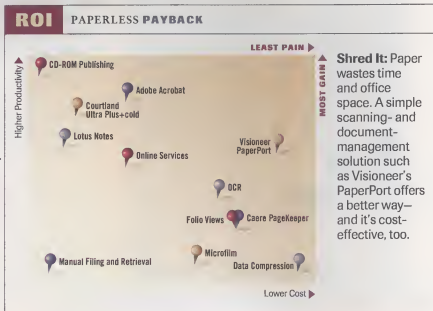 ROI PAPERLESS PAYBACK
LEAST PAIN ▶
MOST GAIN ▶
Higher Productivity ▶
CD-ROM Publishing
Adobe Acrobat
Courtland
Ultra Plus+cold
Lotus Notes
Online Services
Visioneer
PaperPort
OCR
Folio Views
Caere PageKeeper
Microfilm
Manual Filing and Retrieval
Data Compression
Lower Cost ▶
Shred It: Paper
wastes time
and office
space. A simple
scanning- and
document-
management
solution such
as Visioneer's
PaperPort offers
a better way—
and it's cost-
effective, too.